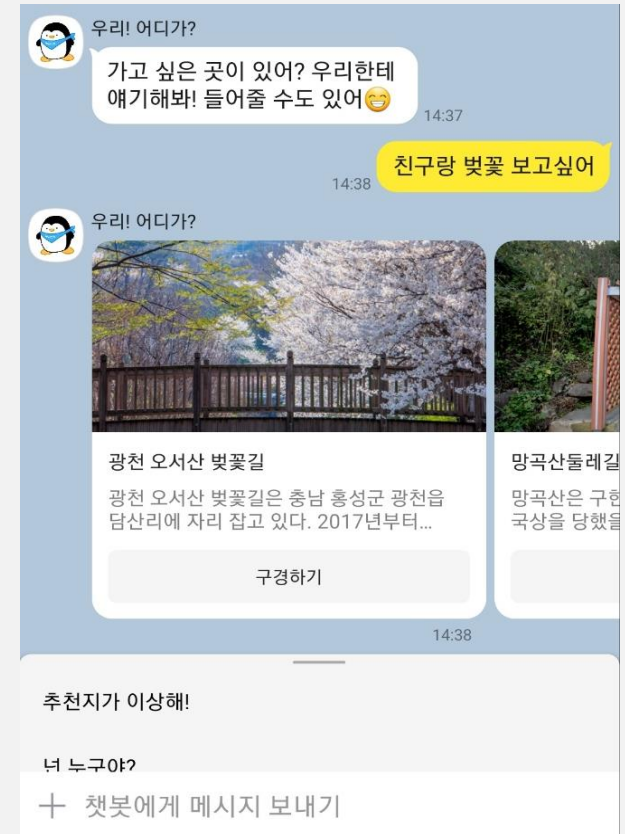 우리! 어디가?
가고 싶은 곳이 있어? 우리한테
얘기해봐! 들어줄 수도 있어😁
14:37
친구랑 벚꽃 보고싶어
14:38
우리! 어디가?
광천 오서산 벚꽃길
광천 오서산 벚꽃길은 충남 홍성군 광천읍
담산리에 자리 잡고 있다. 2017년부터...
구경하기
망곡산둘레길
망곡산은 구한
국상을 당했을
14:38
추천지가 이상해!
넌 누구야?
챗봇에게 메시지 보내기